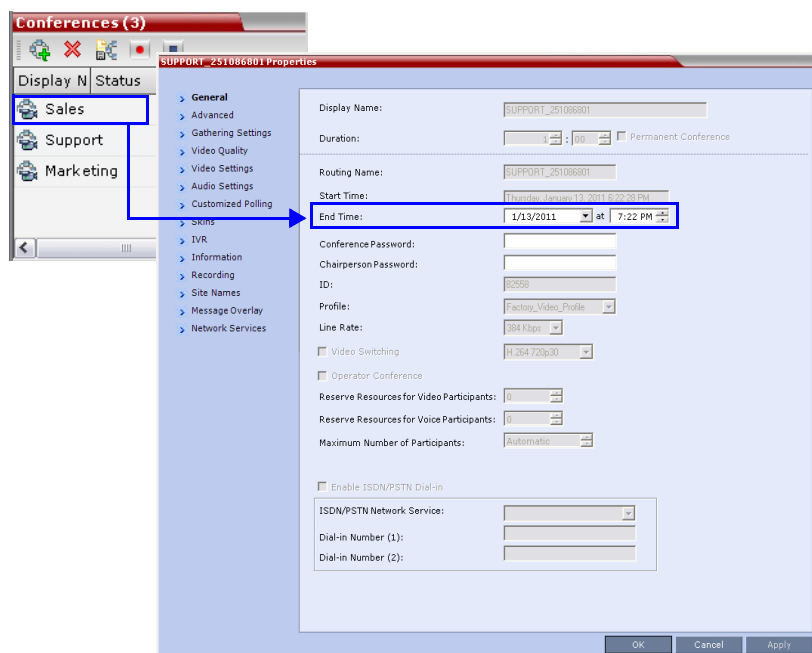 Conferences (3)
Display N Status
Sales
Support
Marketing
SUPPORT_251086801 Properties
General
Advanced
Gathering Settings
Video Quality
Video Settings
Audio Settings
Customized Polling
Skins
IVR
Information
Recording
Site Names
Message Overlay
Network Services
Display Name: SUPPORT_251086801
Duration: 1 : 00 Permanent Conference
Routing Name: SUPPORT_251086801
Start Time: Thursday, January 13, 2011 6:22:28 PM
End Time: 1/13/2011 at 7:22 PM
Conference Password:
Chairperson Password:
ID: 82558
Profile: Factory_Video_Profile
Line Rate: 384 Kbps
Video Switching H.264 720p30
Operator Conference
Reserve Resources for Video Participants: 0
Reserve Resources for Voice Participants: 0
Maximum Number of Participants: Automatic
Enable ISDN/PSTN Dial-in
ISDN/PSTN Network Service:
Dial-in Number (1):
Dial-in Number (2):
OK Cancel Apply